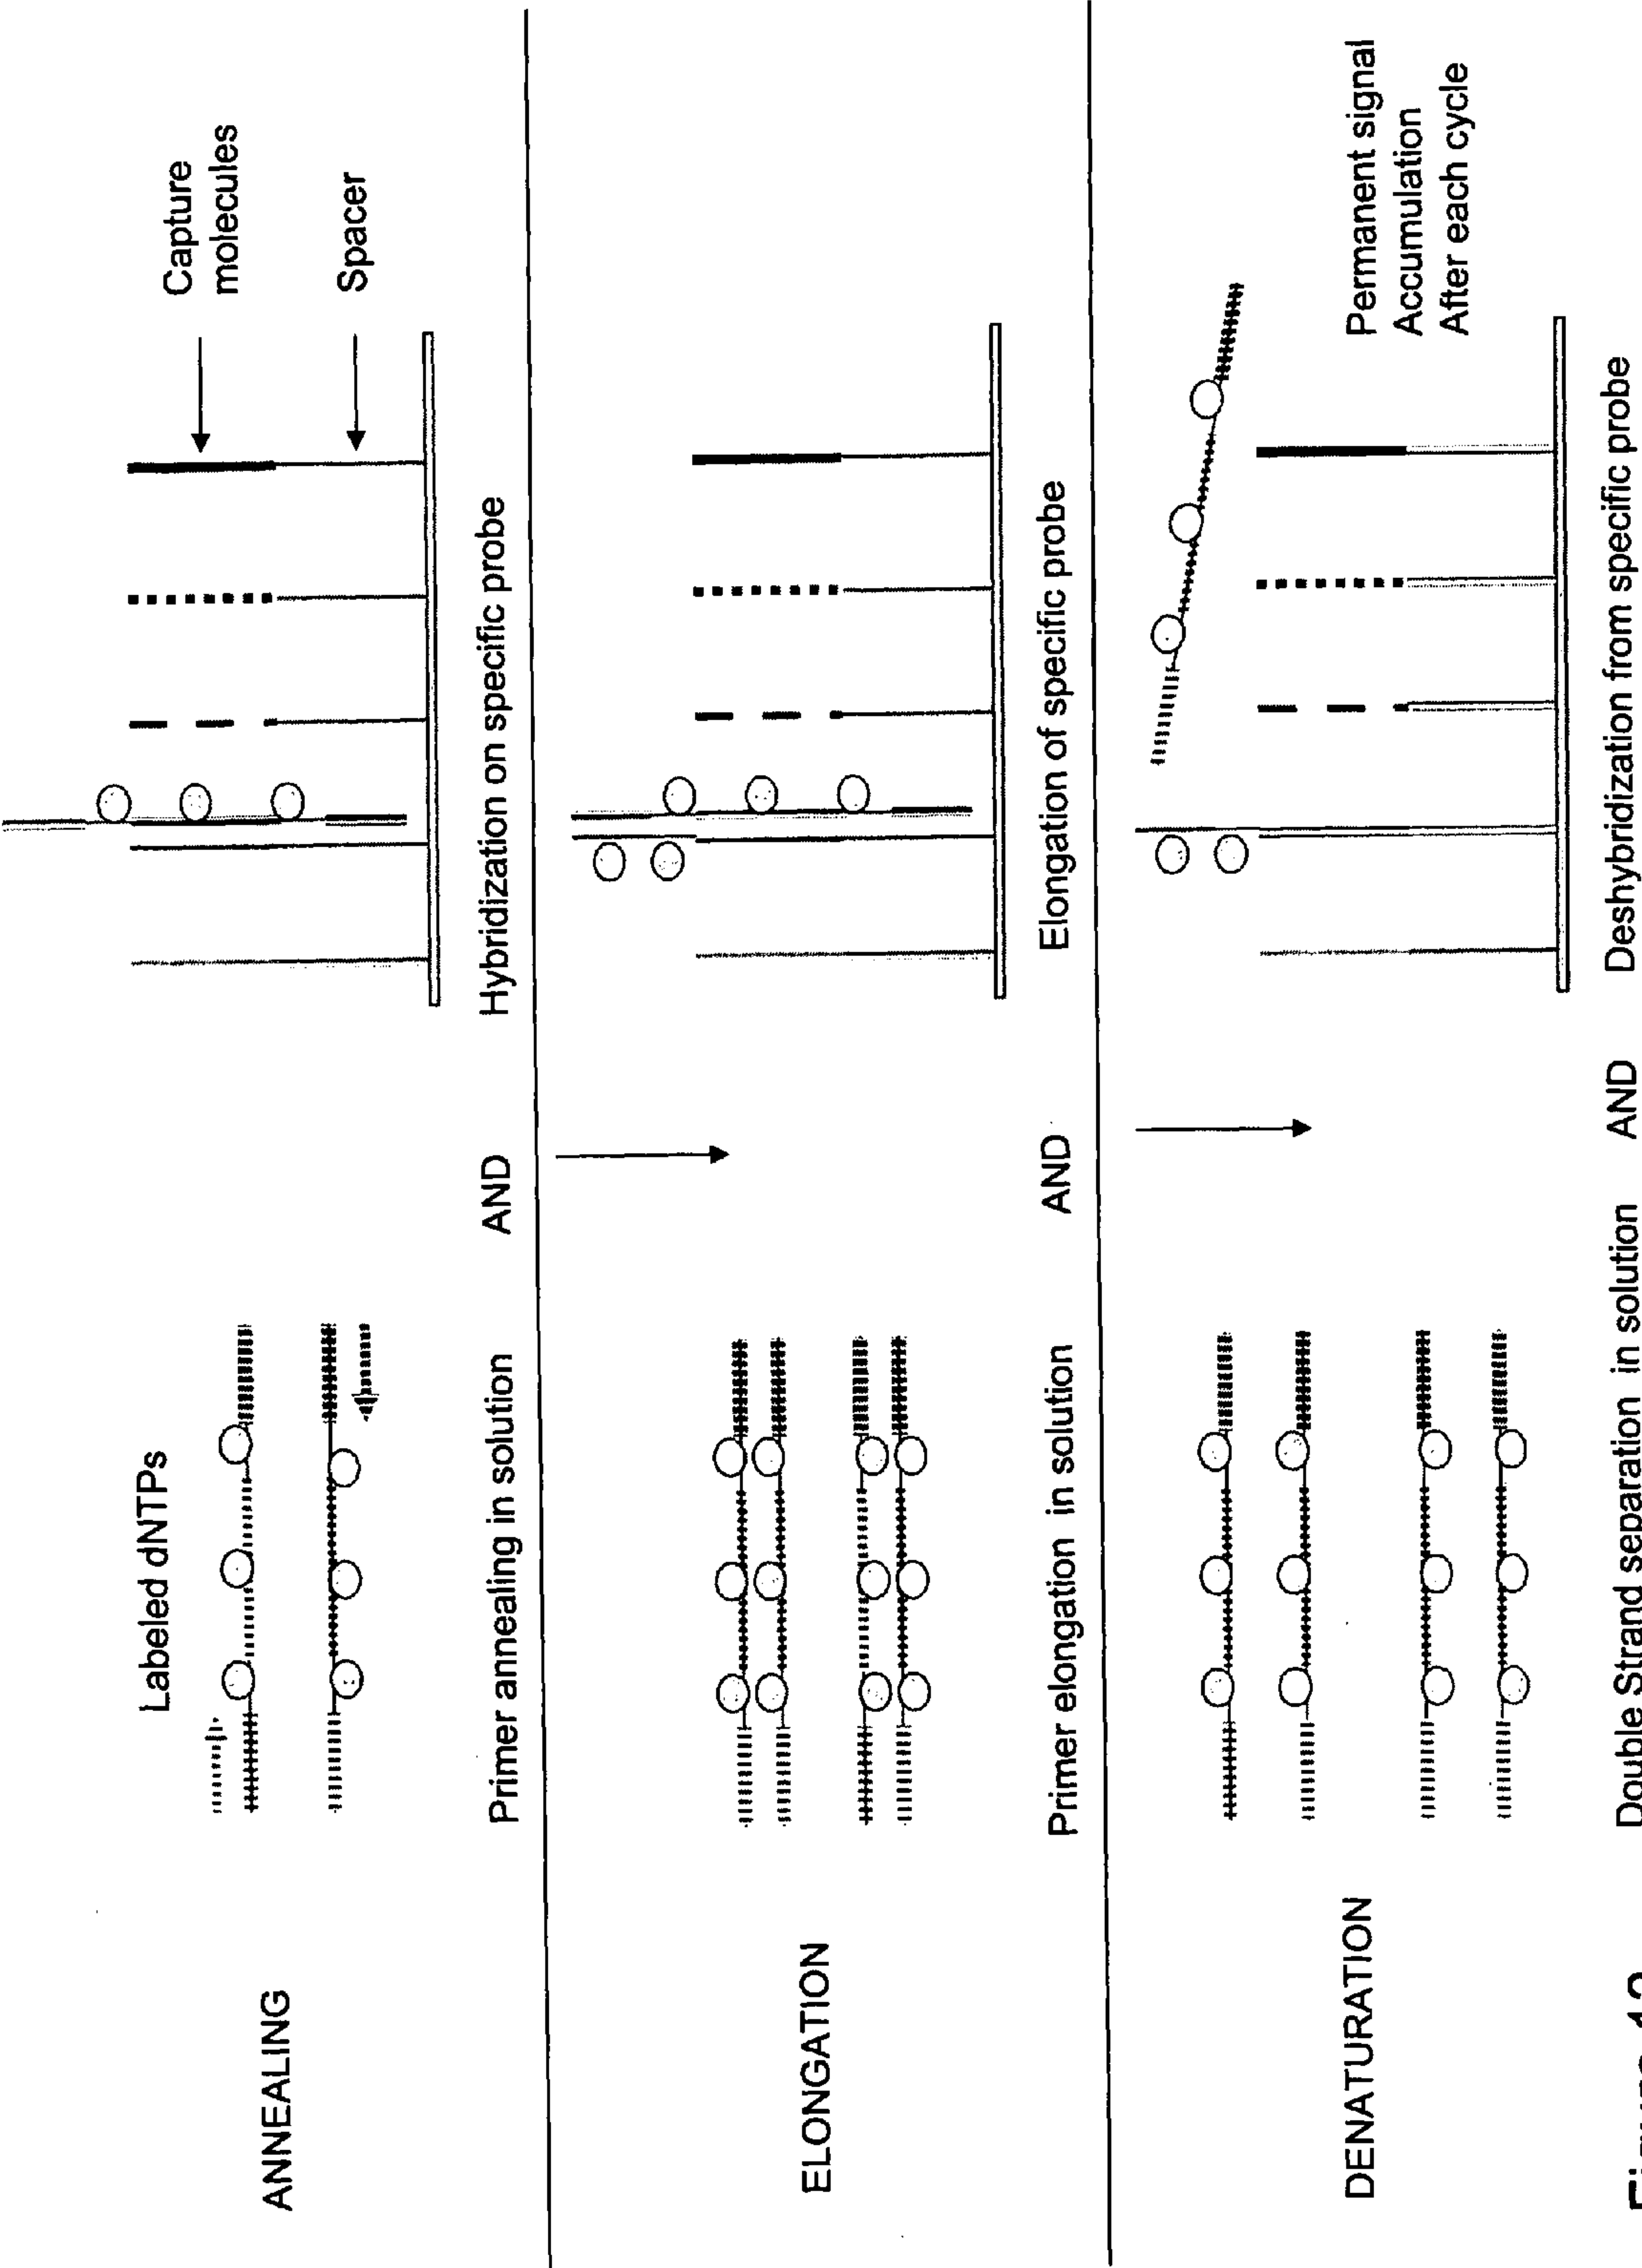 ANNEALING
Labeled dNTPs
Capture
molecules
Spacer
Primer annealing in solution AND Hybridization on specific probe
ELONGATION
Primer elongation in solution AND Elongation of specific probe
DENATURATION
Permanent signal
Accumulation
After each cycle
Double Strand separation in solution AND Deshybridization from specific probe